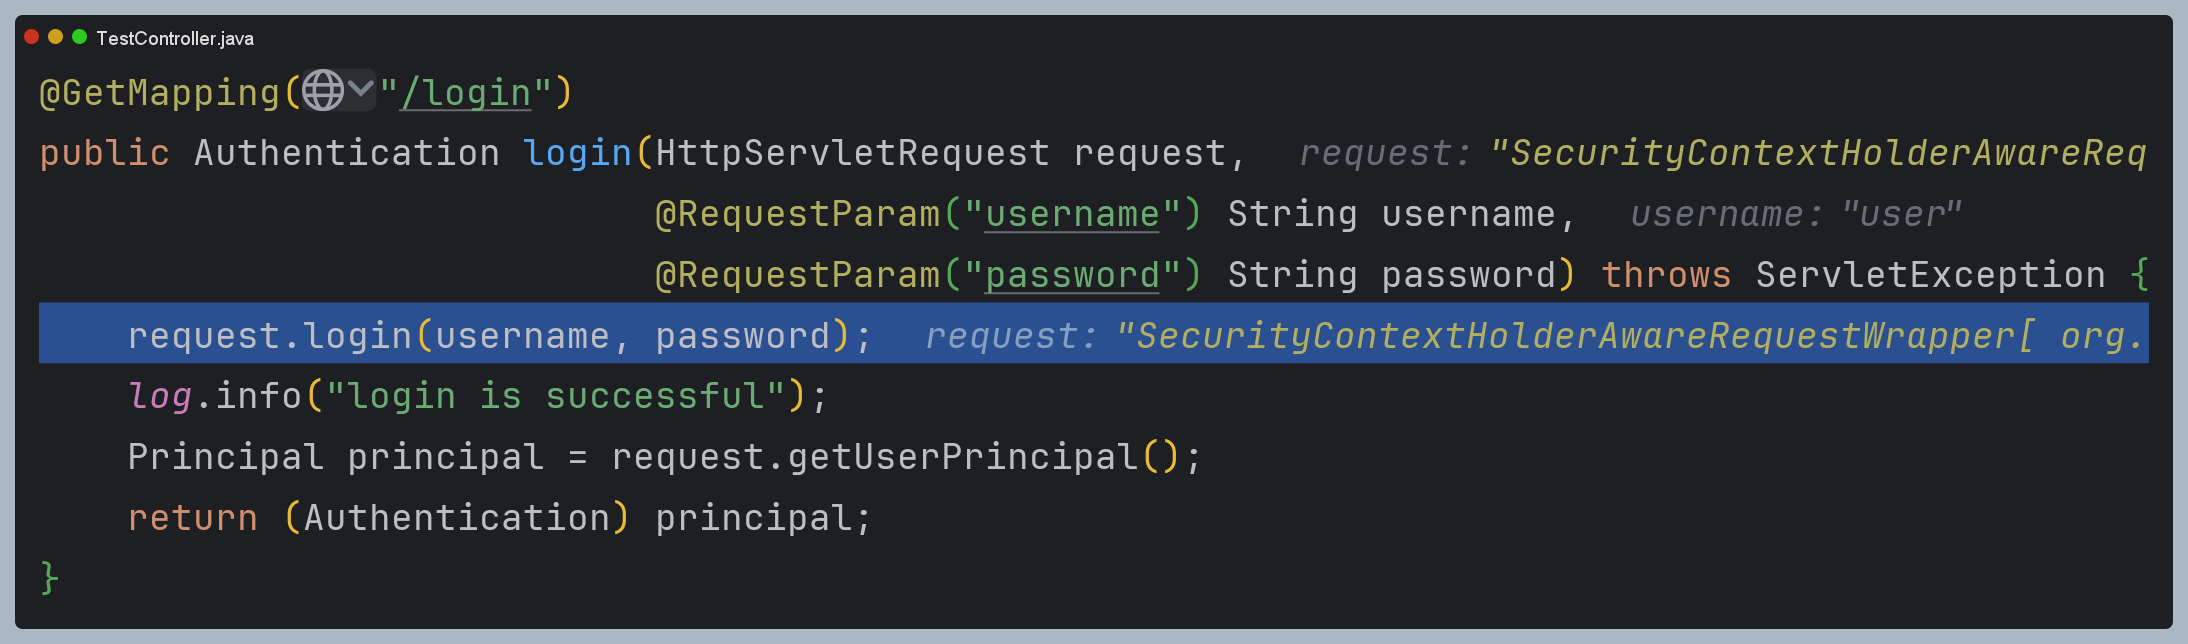 TestController.java
@GetMapping("/login")
public Authentication login(HttpServletRequest request,   request: "SecurityContextHolderAwareReq
@RequestParam("username") String username,   username: "user"
@RequestParam("password") String password) throws ServletException {
request.login(username, password);   request: "SecurityContextHolderAwareRequestWrapper[ org.
log.info("login is successful");
Principal principal = request.getUserPrincipal();
return (Authentication) principal;
}